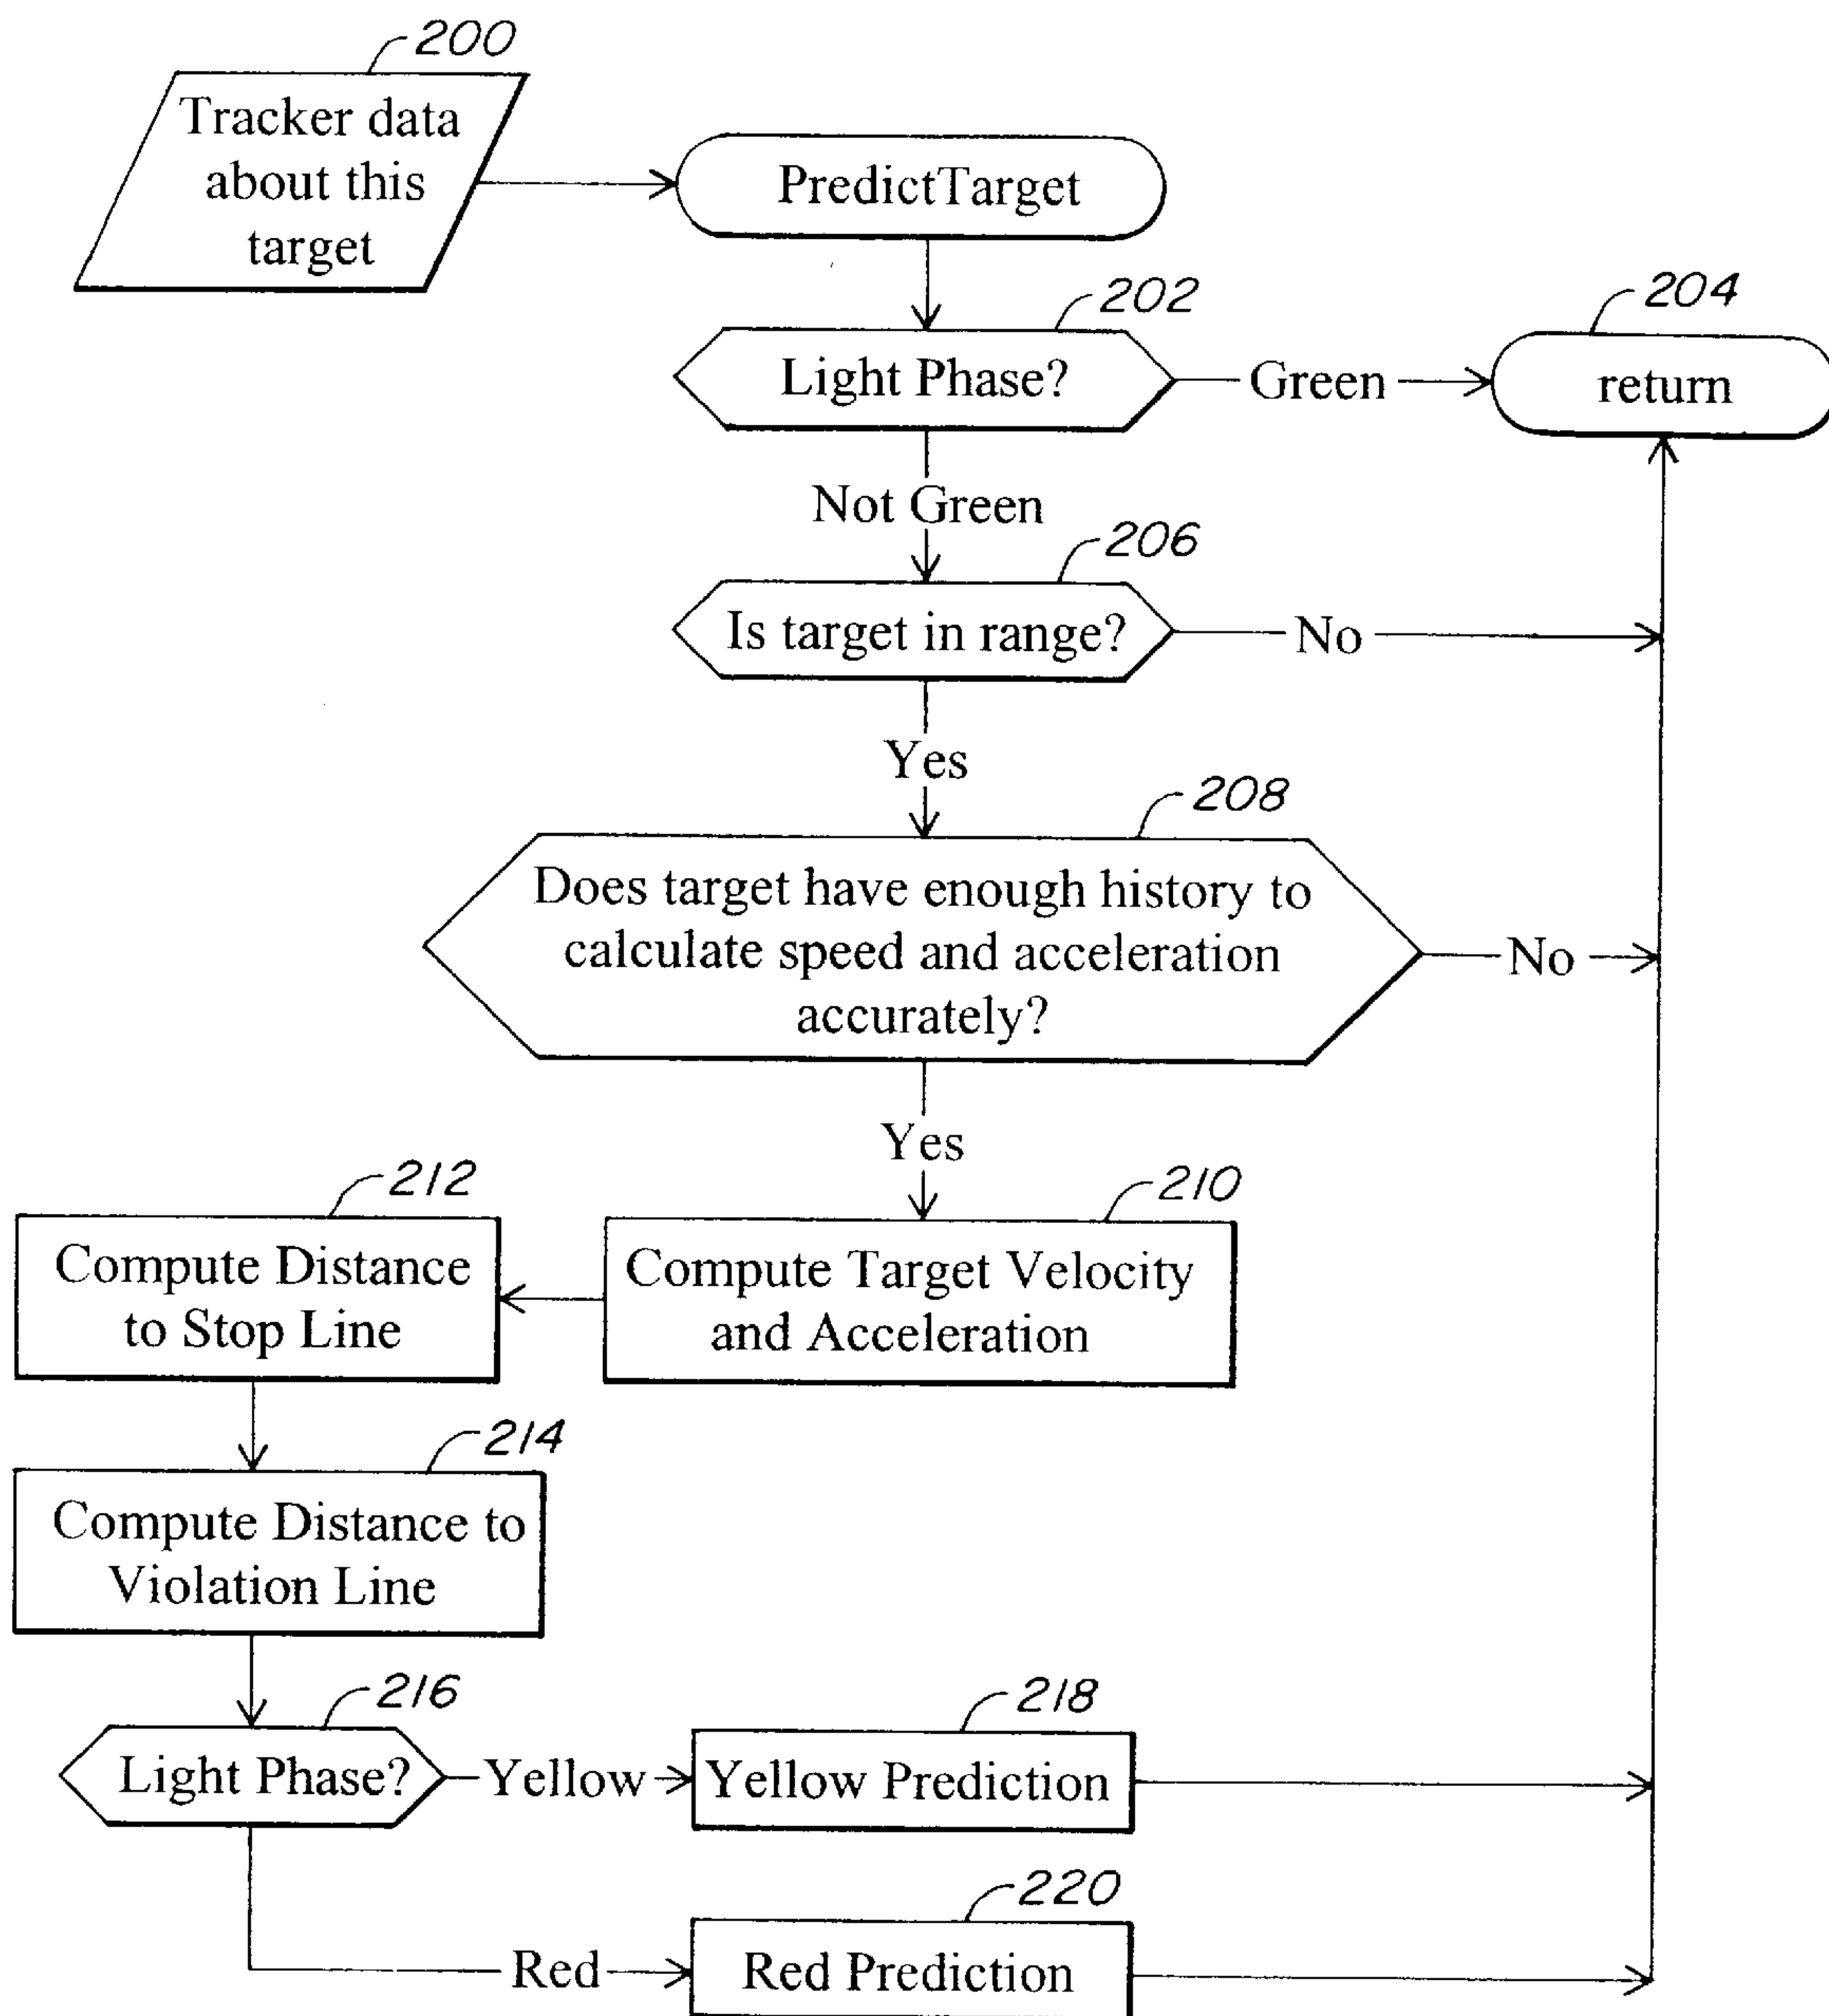 200
Tracker data
about this
target
PredictTarget
202
Light Phase?
Green
204
return
Not Green
206
Is target in range?
No
Yes
208
Does target have enough history to
calculate speed and acceleration
accurately?
No
Yes
210
Compute Target Velocity
and Acceleration
212
Compute Distance
to Stop Line
214
Compute Distance to
Violation Line
216
Light Phase?
Yellow
218
Yellow Prediction
Red
220
Red Prediction